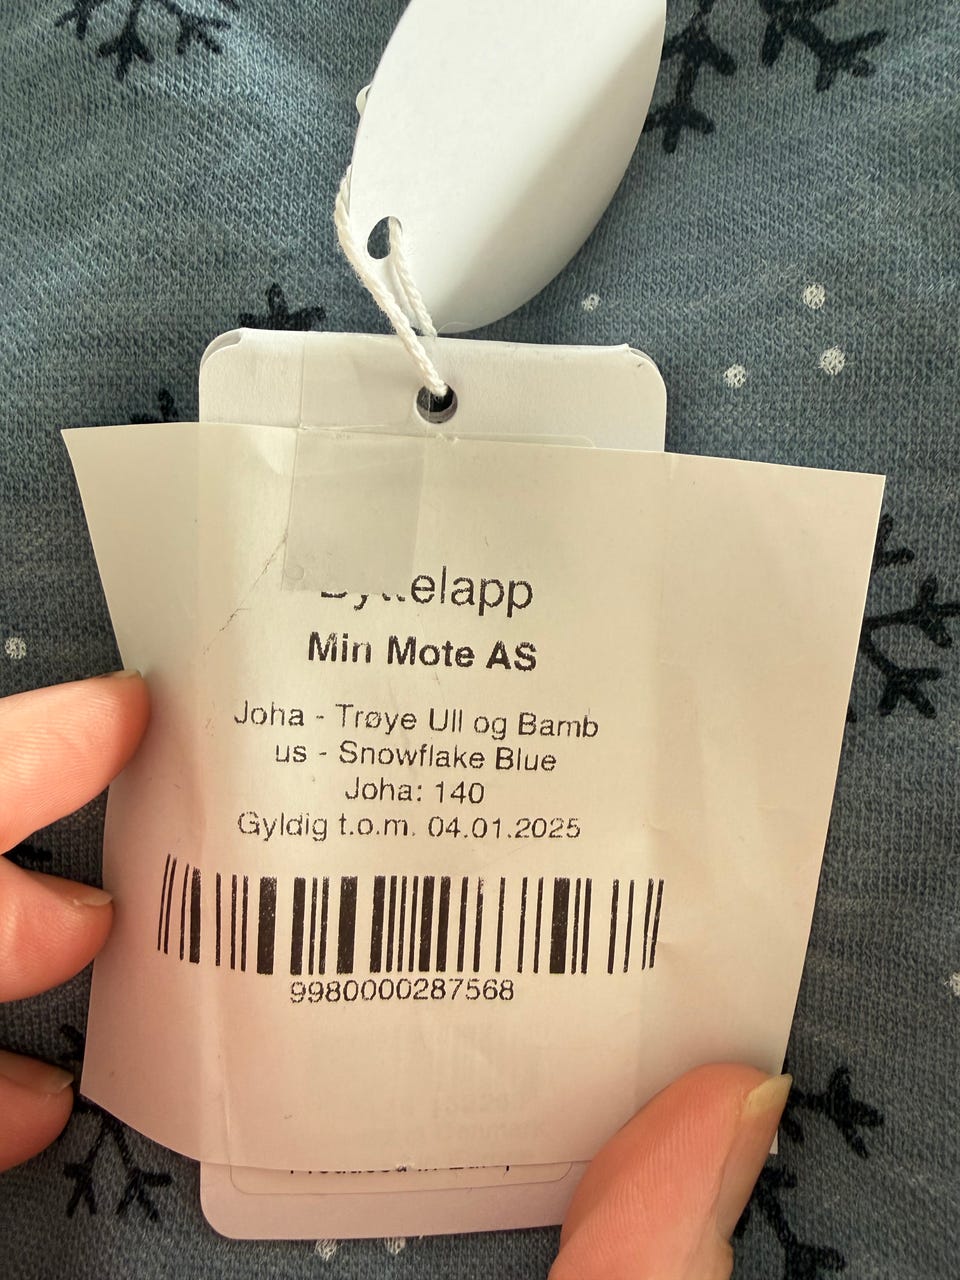 Byttelapp
Min Mote AS
Joha - Trøye Ull og Bamb
us - Snowflake Blue
Joha: 140
Gyldig t.o.m. 04.01.2025
9980000287568